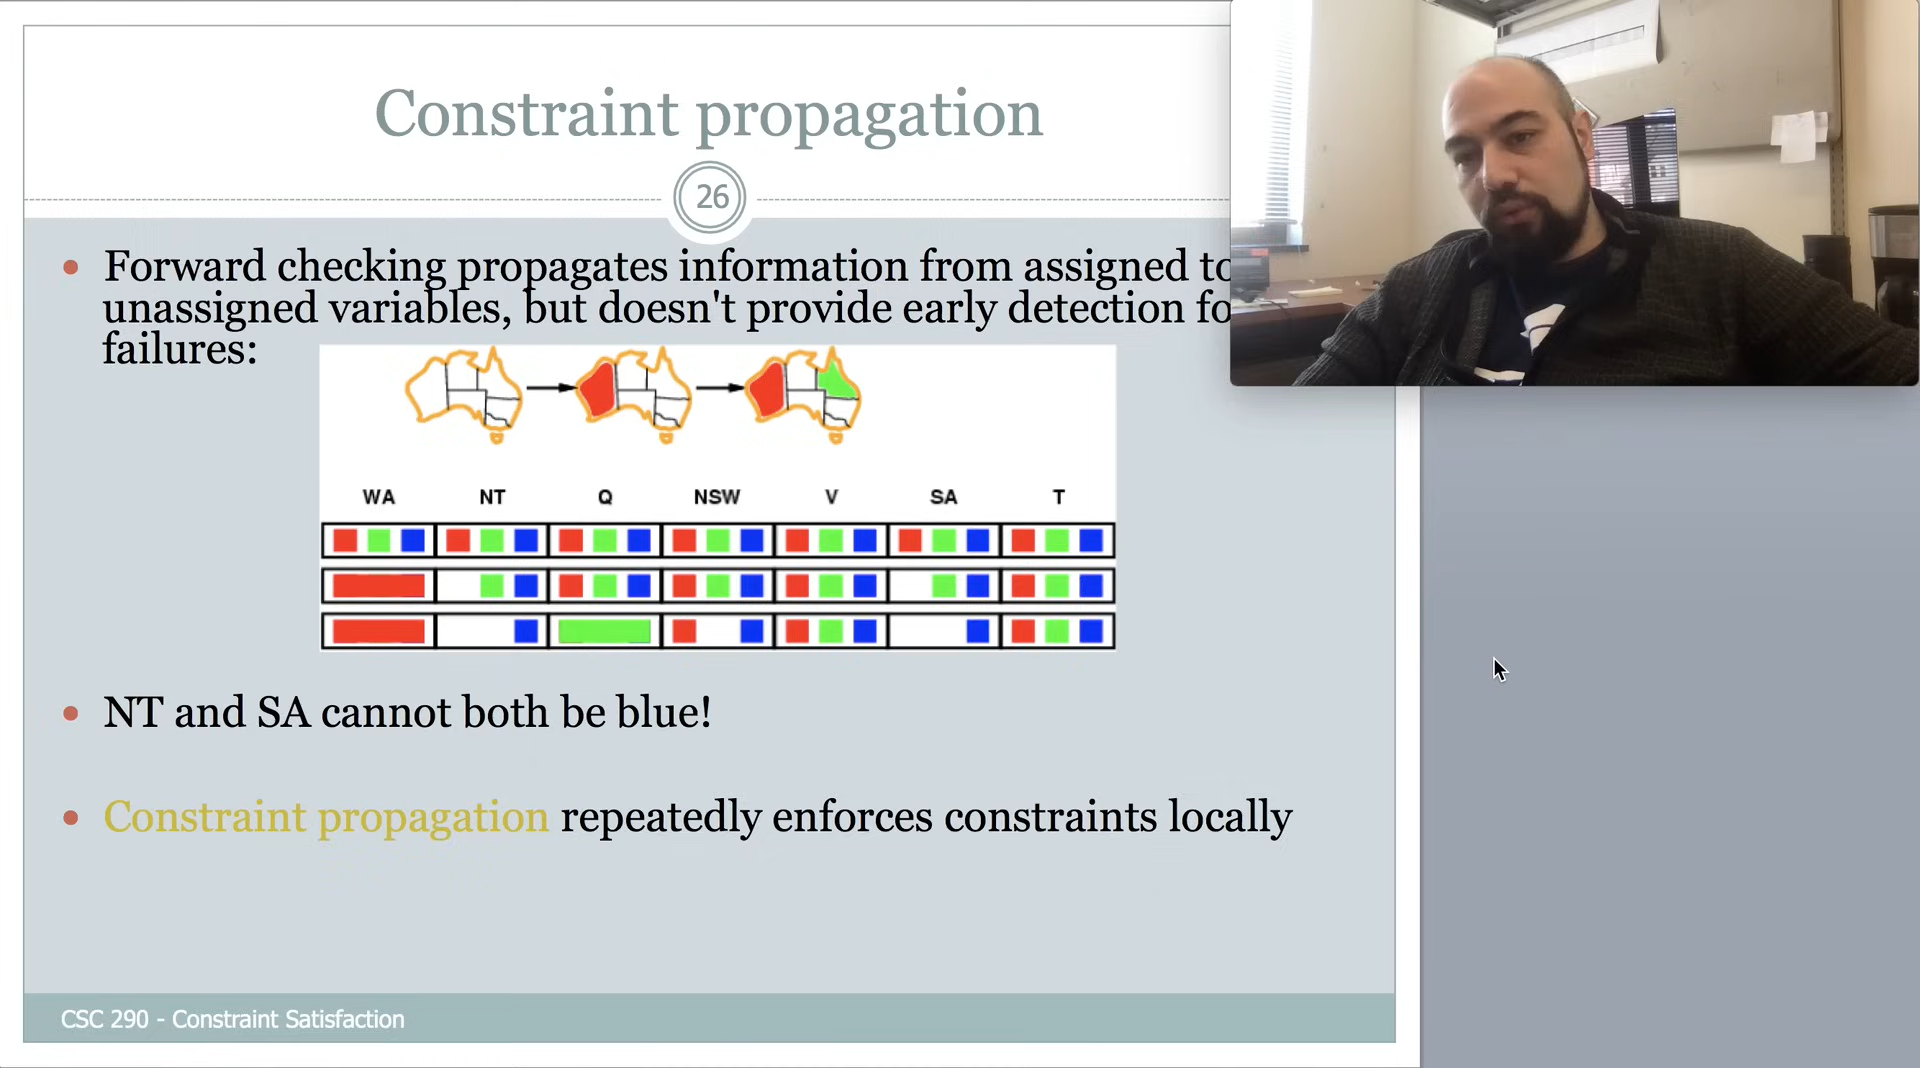 Constraint propagation
26
Forward checking propagates information from assigned to
unassigned variables, but doesn't provide early detection
failures:
WA NT Q NSW V SA T
NT and SA cannot both be blue!
Constraint propagation repeatedly enforces constraints locally
CSC 290 - Constraint Satisfaction